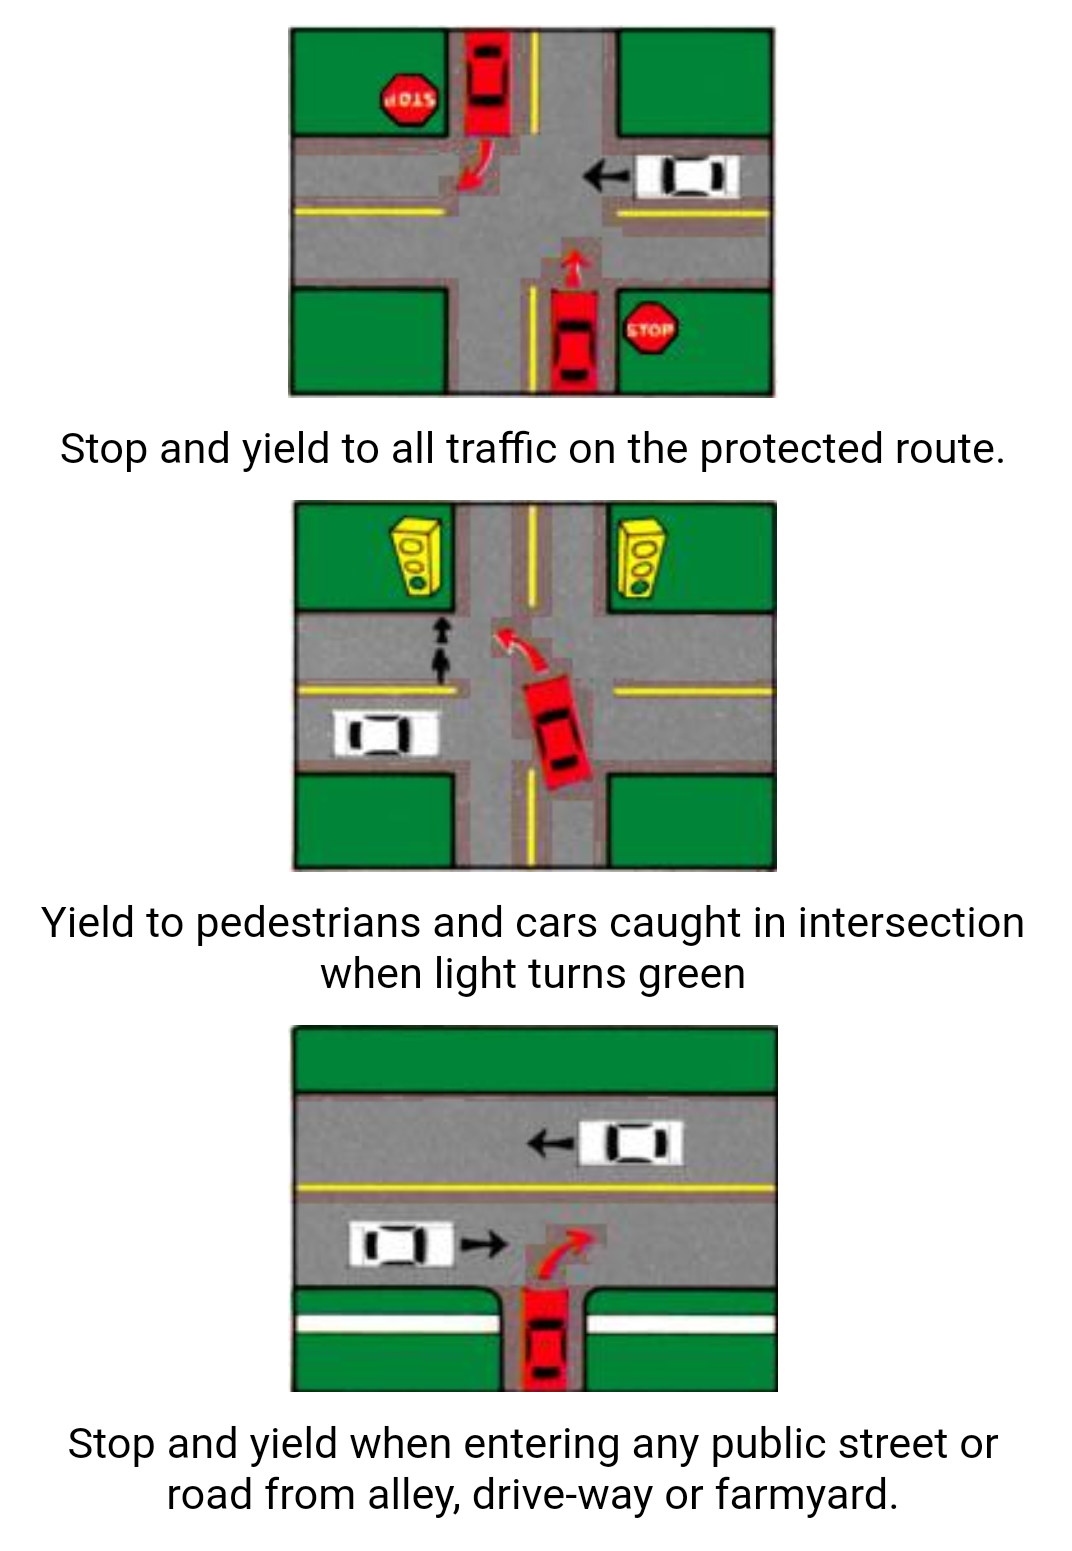 STOP
STOP
Stop and yield to all traffic on the protected route.
Yield to pedestrians and cars caught in intersection
when light turns green
Stop and yield when entering any public street or
road from alley, drive-way or farmyard.